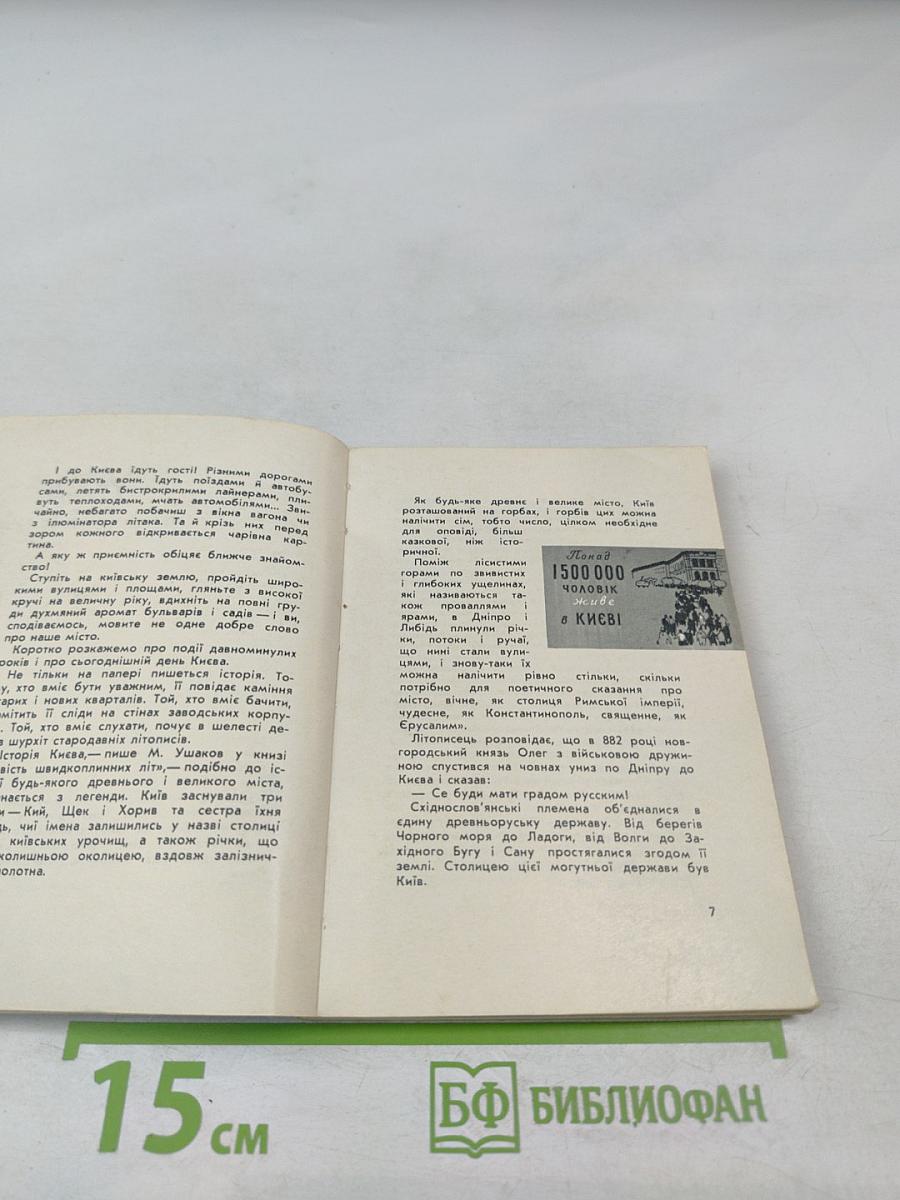 І до Києва їдуть гості! Різними дорогами
прибувають вони. Їдуть поїздами й автобу-
сами, летять бистрокрилими лайнерами, пли-
вуть теплоходами, мчать автомобілями... Зви-
чайно, небагато побачиш з вікна вагона чи
з ілюмінатора літака. Та й крізь них перед
зором кожного відкривається чарівна кар-
тина.
А яку ж приємність обіцяє ближче знайом-
ство!
Ступіть на київську землю, пройдіть широ-
кими вулицями і площами, гляньте з високої
кручі на величну ріку, вдихніть на повні гру-
ди духмяний аромат бульварів і садів — і ви,
сподіваємось, мовите не одне добре слово
про наше місто.
Коротко розкажемо про події давноминулих
років і про сьогоднішній день Києва.
Не тільки на папері пишеться історія. То-
му, хто вміє бути уважним, її повідає каміння
старих і нових кварталів. Той, хто вміє бачити,
помітить її сліди на стінах заводських корпу-
. Той, хто вміє слухати, почує в шелесті де-
в шурхіт стародавніх літописів.
Історія Києва,— пише М. Ушаков у книзі
вість швидкоплинних літ»,— подібно до іс-
ї будь-якого древнього і великого міста,
нається з легенди. Київ заснували три
и — Кий, Щек і Хорив та сестра їхня
дь, чиї імена залишились у назві столиці
київських урочищ, а також річки, що
колишньою околицею, вздовж залізнич-
полотна.
Як будь-яке древнє і велике місто, Київ
розташований на горбах, і горбів цих можна
налічити сім, тобто число, цілком необхідне
для оповіді, більш
казкової, ніж істо-
ричної.
Поміж лісистими
горами по звивистих
і глибоких ущелинах,
які називаються та-
кож проваллями і
ярами, в Дніпро і
Либідь плинули річ-
ки, потоки і ручаї,
що нині стали вули-
цями, і знову-таки їх
можна налічити рівно стільки, скільки
потрібно для поетичного сказання про
місто, вічне, як столиця Римської імперії,
чудесне, як Константинополь, священне, як
Єрусалим».
Понад
1500000
чоловік
живе
в КИЄВІ
Літописець розповідає, що в 882 році нов-
городський князь Олег з військовою дружи-
ною спустився на човнах униз по Дніпру до
Києва і сказав:
— Се буди мати градом русским!
Східнослов'янські племена об'єдналися в
єдину древньоруську державу. Від берегів
Чорного моря до Ладоги, від Волги до За-
хідного Бугу і Сану простягалися згодом її
землі. Столицею цієї могутньої держави був
Київ.
7
15 см
БФ БИБЛИОФАН